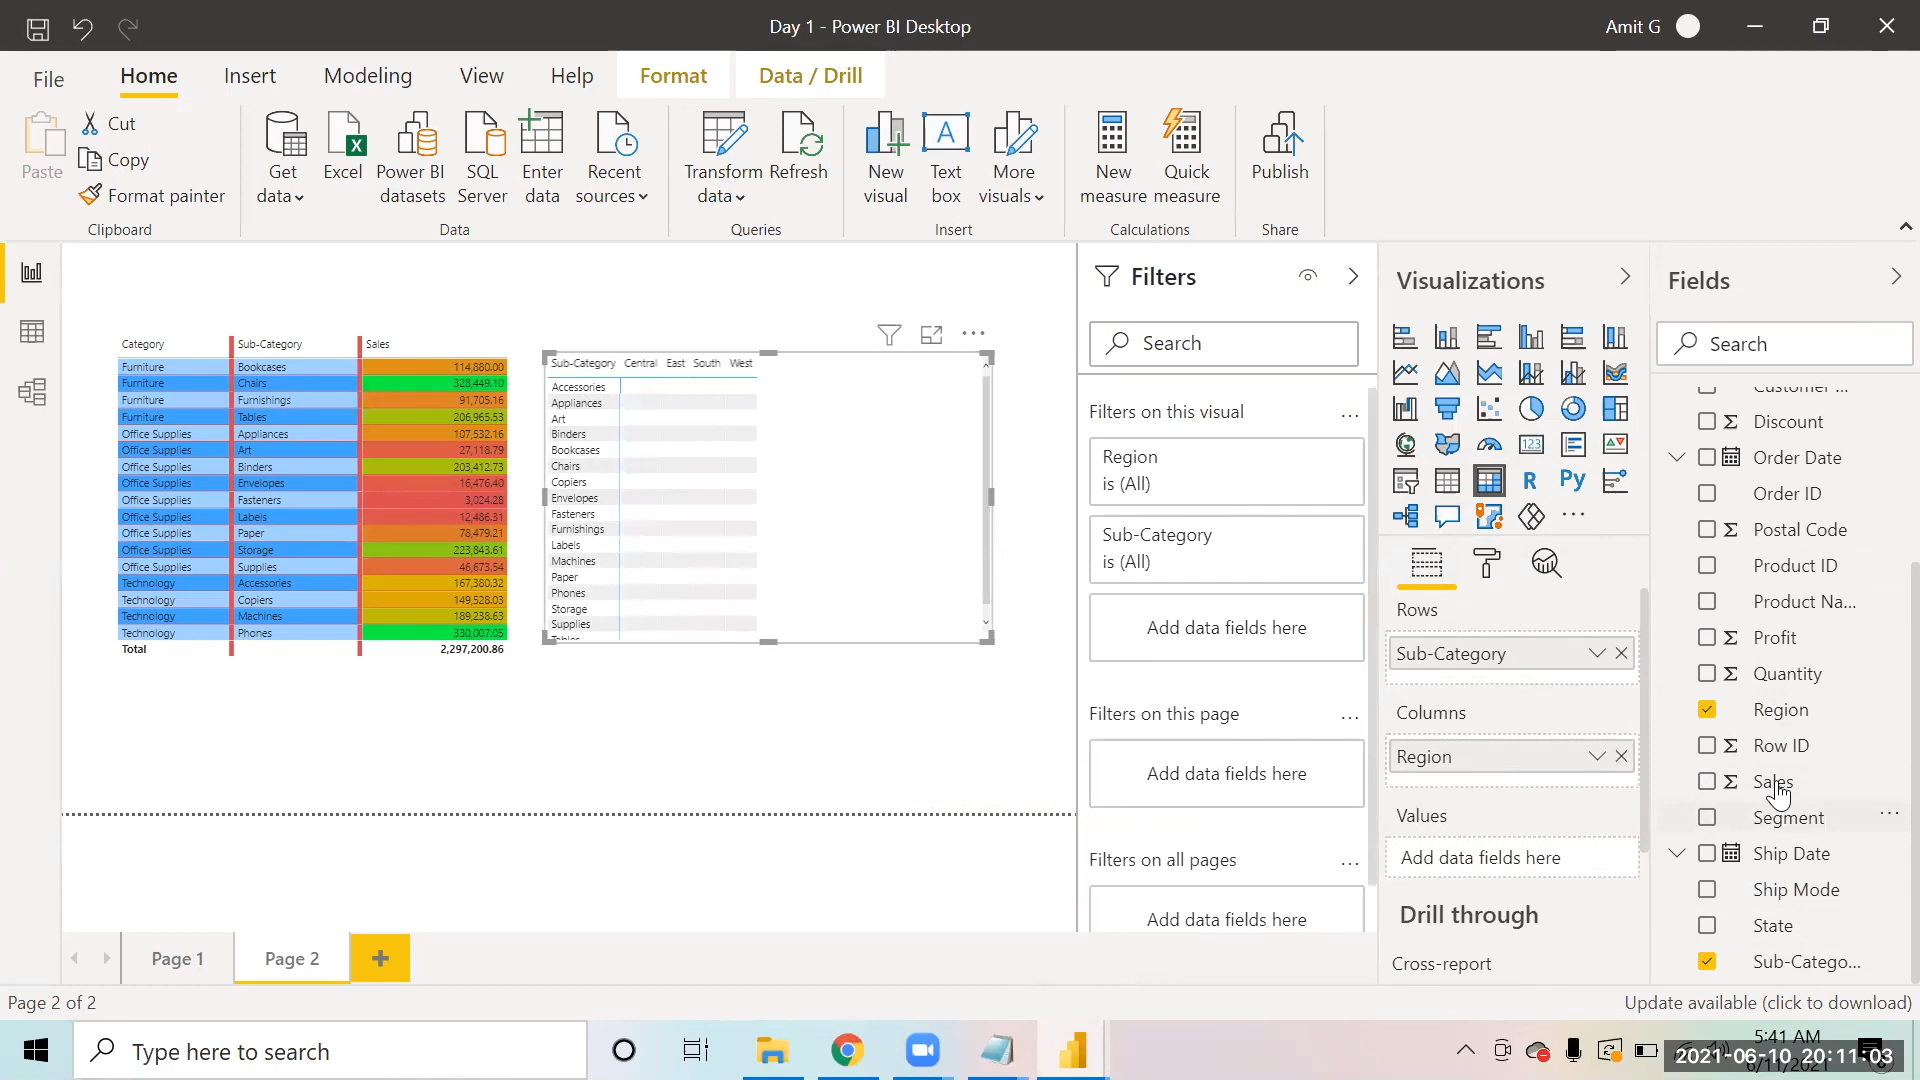 Day 1 - Power BI Desktop
Amit G
File
Home
Insert
Modeling
View
Help
Format
Data / Drill
Paste
Cut
Copy
Format painter
Clipboard
Get data
Excel
Power BI datasets
SQL Server
Enter data
Recent sources
Data
Transform data
Refresh
Queries
New visual
Text box
More visuals
Insert
New measure
Quick measure
Calculations
Publish
Share
Category Sub-Category Sales
Furniture Bookcases 114,880.00
Furniture Chairs 328,449.10
Furniture Furnishings 91,705.16
Furniture Tables 206,965.53
Office Supplies Appliances 107,532.16
Office Supplies Art 27,118.79
Office Supplies Binders 203,412.73
Office Supplies Envelopes 16,476.40
Office Supplies Fasteners 3,024.28
Office Supplies Labels 12,486.31
Office Supplies Paper 78,479.21
Office Supplies Storage 223,843.61
Office Supplies Supplies 46,673.54
Technology Accessories 167,380.32
Technology Copiers 149,528.03
Technology Machines 189,238.63
Technology Phones 330,007.05
Total 2,297,200.86
Sub-Category Central East South West
Accessories
Appliances
Art
Binders
Bookcases
Chairs
Copiers
Envelopes
Fasteners
Furnishings
Labels
Machines
Paper
Phones
Storage
Supplies
Tables
Filters
Search
Filters on this visual
Region
is (All)
Sub-Category
is (All)
Add data fields here
Filters on this page
Add data fields here
Filters on all pages
Add data fields here
Visualizations
123
R
Py
Rows
Sub-Category
Columns
Region
Values
Add data fields here
Drill through
Cross-report
Fields
Search
Customer ...
Discount
Order Date
Order ID
Postal Code
Product ID
Product Na...
Profit
Quantity
Region
Row ID
Sales
Segment
Ship Date
Ship Mode
State
Sub-Catego...
Page 1
Page 2
Page 2 of 2
Update available (click to download)
Type here to search
5:41 AM
2021-06-10 20:11:03